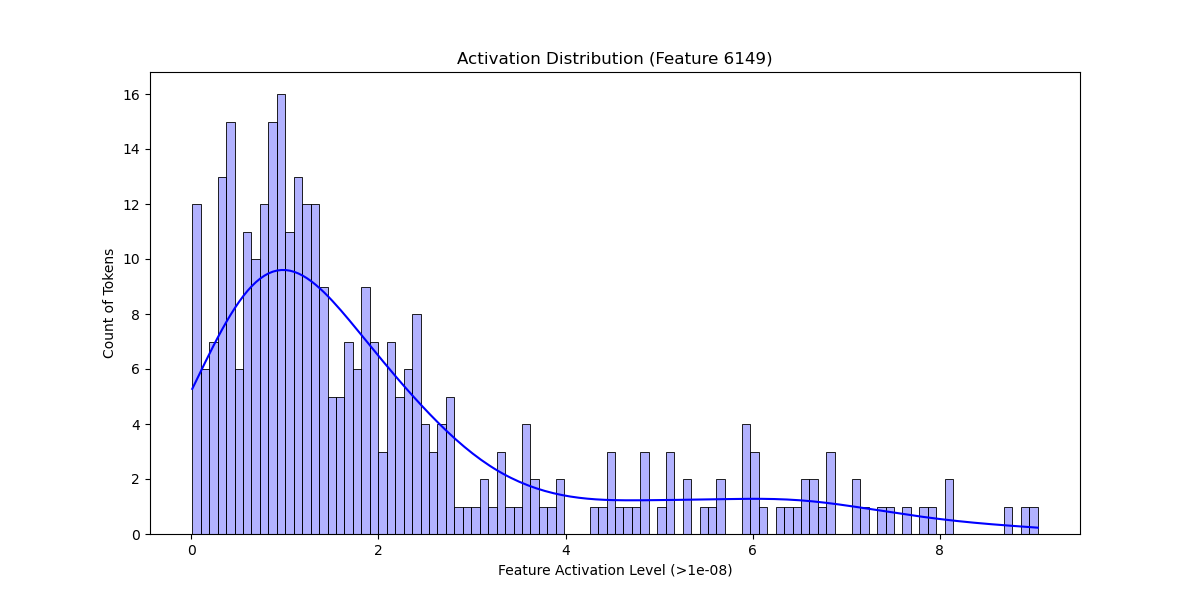 Activation Distribution (Feature 6149)
Count of Tokens
16
14
12
10
8
6
4
2
0
0 2 4 6 8
Feature Activation Level (>1e-08)